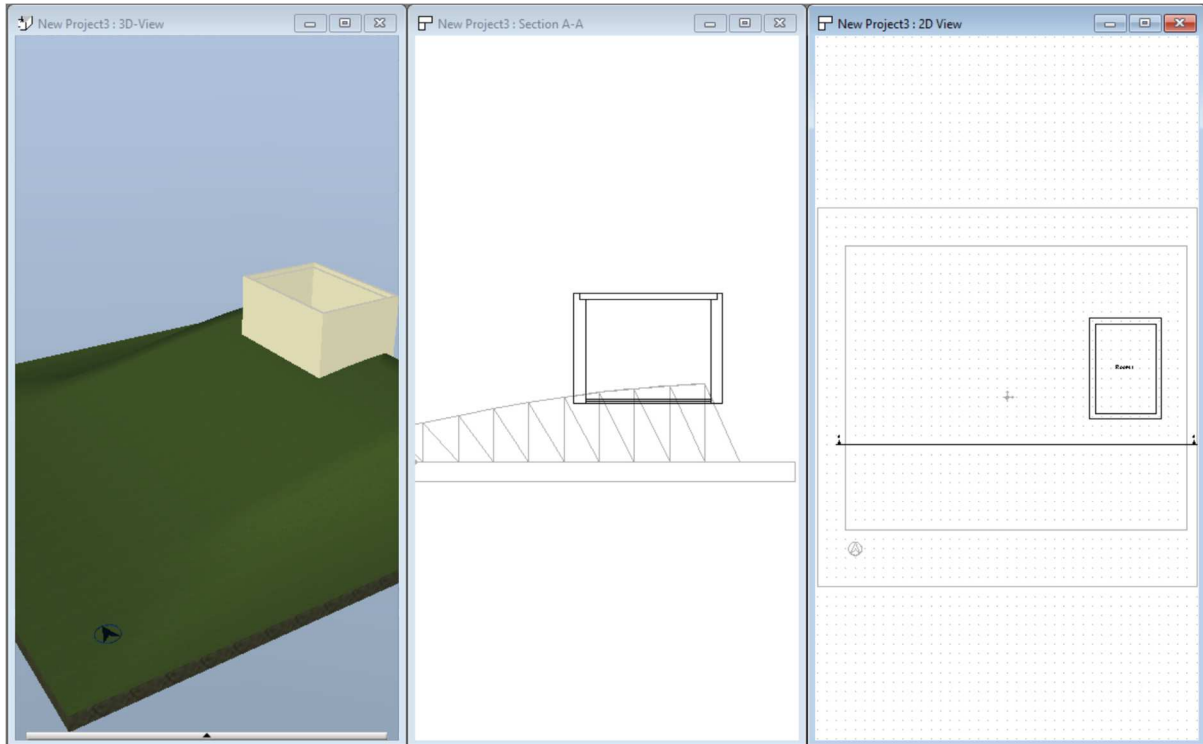 New Project3 : 3D-View
New Project3 : Section A-A
New Project3 : 2D View